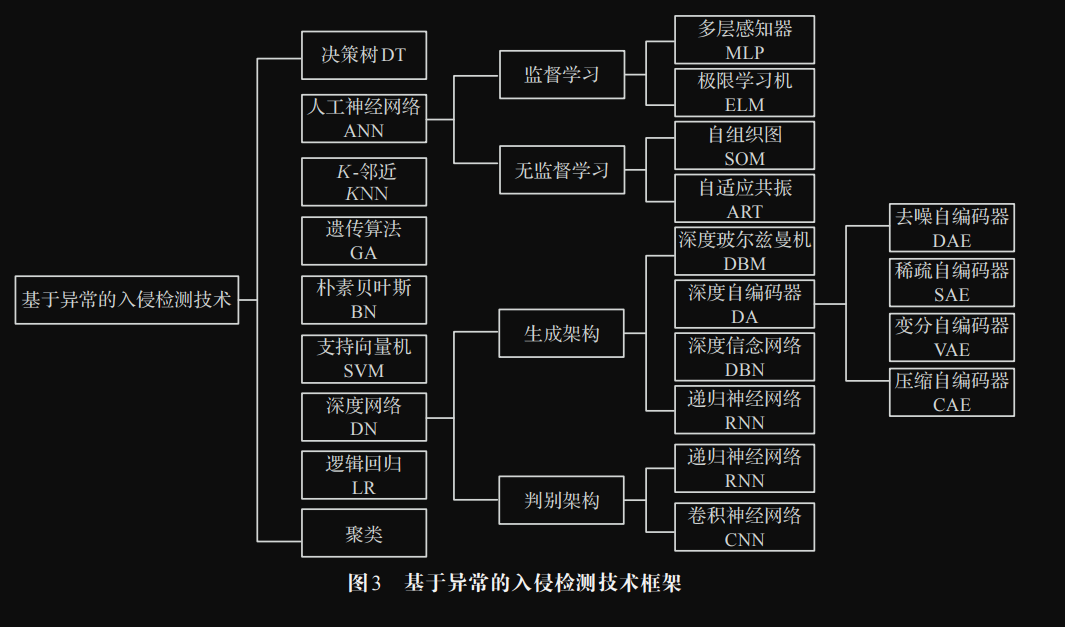 基于异常的入侵检测技术
决策树DT
人工神经网络
ANN
K-邻近
KNN
遗传算法
GA
朴素贝叶斯
BN
支持向量机
SVM
深度网络
DN
逻辑回归
LR
聚类
监督学习
无监督学习
生成架构
判别架构
多层感知器
MLP
极限学习机
ELM
自组织图
SOM
自适应共振
ART
深度玻尔兹曼机
DBM
深度自编码器
DA
深度信念网络
DBN
递归神经网络
RNN
递归神经网络
RNN
卷积神经网络
CNN
去噪自编码器
DAE
稀疏自编码器
SAE
变分自编码器
VAE
压缩自编码器
CAE
图3 基于异常的入侵检测技术框架